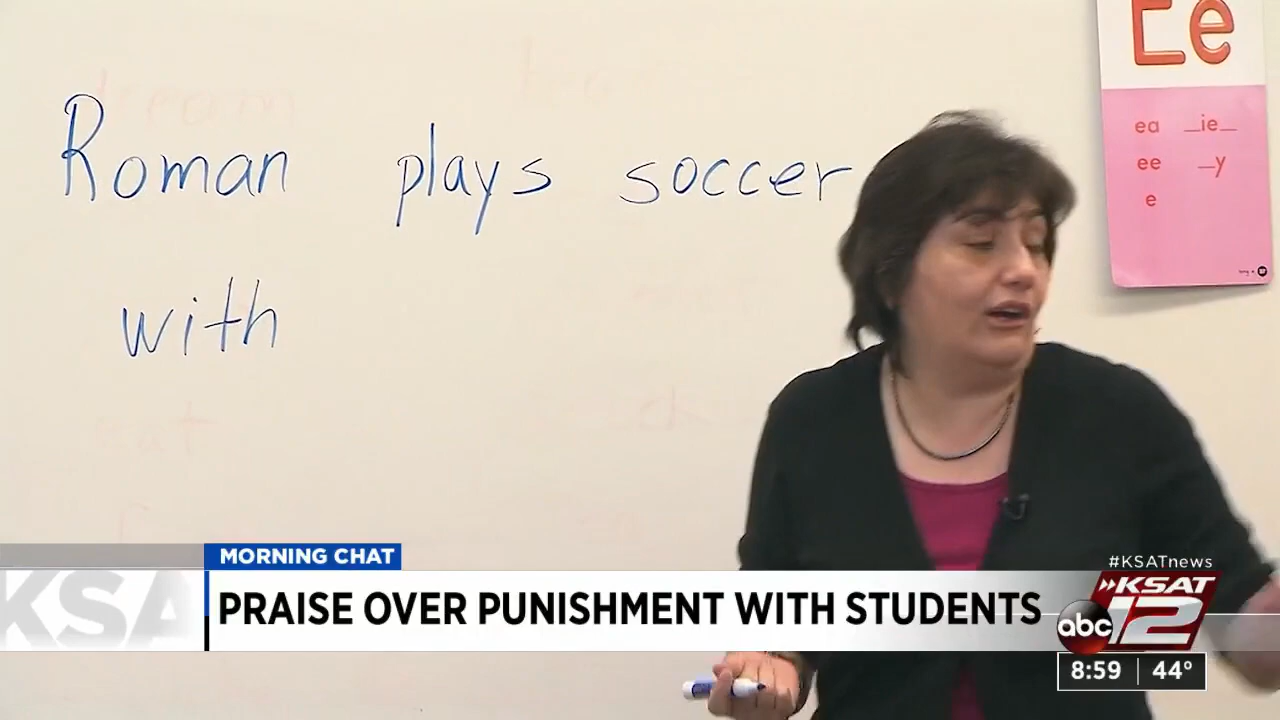 Roman plays soccer
with
Ee
ea _ie_
ee _y
e
MORNING CHAT
PRAISE OVER PUNISHMENT WITH STUDENTS
KSA
#KSATnews
KSAT
abc 12
8:59 44°